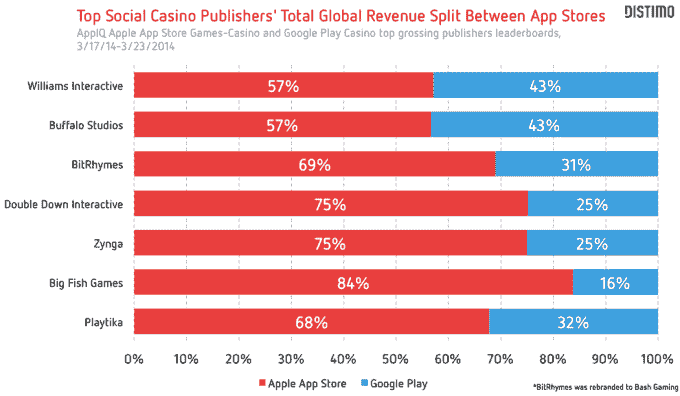 Top Social Casino Publishers' Total Global Revenue Split Between App Stores
DISTIMO
AppIQ Apple App Store Games-Casino and Google Play Casino top grossing publishers leaderboards,
3/17/14-3/23/2014
Williams Interactive 57% 43%
Buffalo Studios 57% 43%
BitRhymes 69% 31%
Double Down Interactive 75% 25%
Zynga 75% 25%
Big Fish Games 84% 16%
Playtika 68% 32%
0% 10% 20% 30% 40% 50% 60% 70% 80% 90% 100%
Apple App Store Google Play
*BitRhymes was rebranded to Bash Gaming